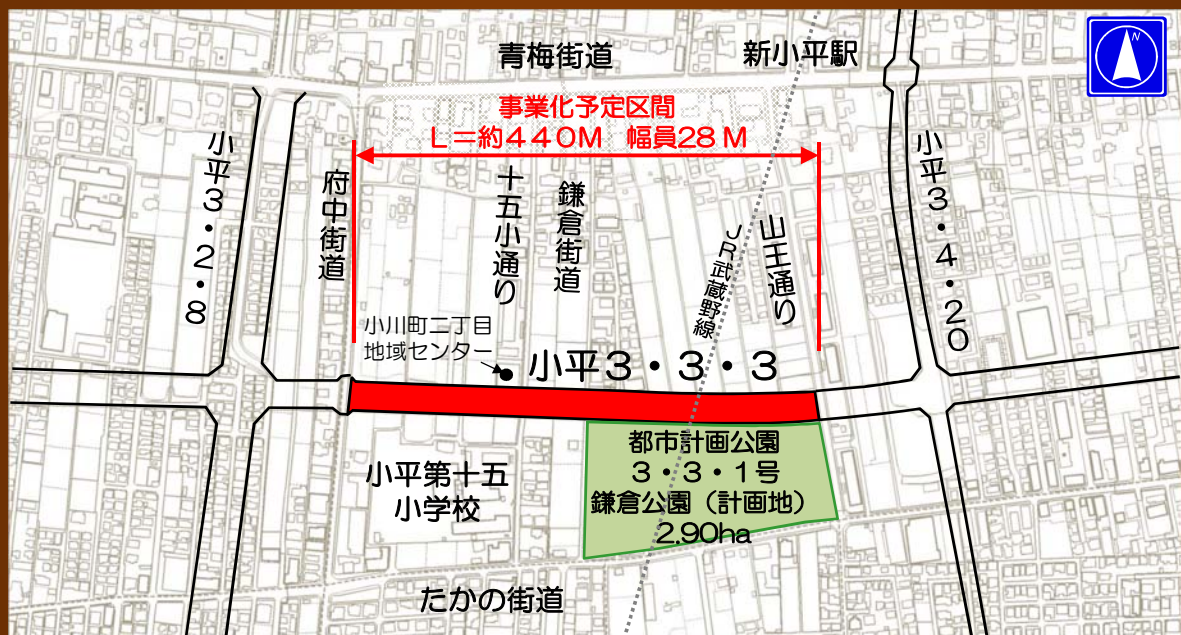 青梅街道
新小平駅
N
事業化予定区間
L=約440M 幅員28M
小平3・2・8
府中街道
十五小通り
鎌倉街道
JR武蔵野線
山王通り
小平3・4・20
小川町二丁目
地域センター
小平3・3・3
都市計画公園
3・3・1号
鎌倉公園(計画地)
2.90ha
小平第十五
小学校
たかの街道